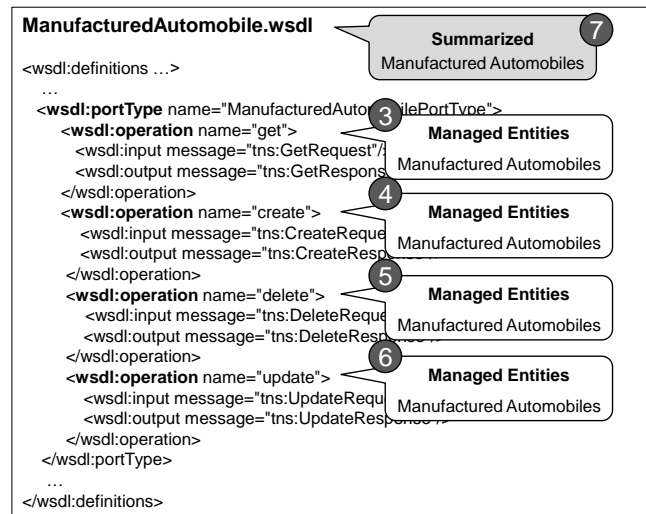 ManufacturedAutomobile.wsdl
7
Summarized
Manufactured Automobiles
<wsdl:definitions …>
…
<wsdl:portType name="ManufacturedAutomobilePortType">
3
<wsdl:operation name="get">
Managed Entities
<wsdl:input message="tns:GetRequest"/>
Manufactured Automobiles
<wsdl:output message="tns:GetRespons
</wsdl:operation>
4
<wsdl:operation name="create">
Managed Entities
<wsdl:input message="tns:CreateReque
Manufactured Automobiles
<wsdl:output message="tns:CreateResponse"/>
</wsdl:operation>
5
<wsdl:operation name="delete">
Managed Entities
<wsdl:input message="tns:DeleteReque
Manufactured Automobiles
<wsdl:output message="tns:DeleteResponse"/>
</wsdl:operation>
6
<wsdl:operation name="update">
Managed Entities
<wsdl:input message="tns:UpdateRequ
Manufactured Automobiles
<wsdl:output message="tns:UpdateResponse"/>
</wsdl:operation>
</wsdl:portType>
…
</wsdl:definitions>